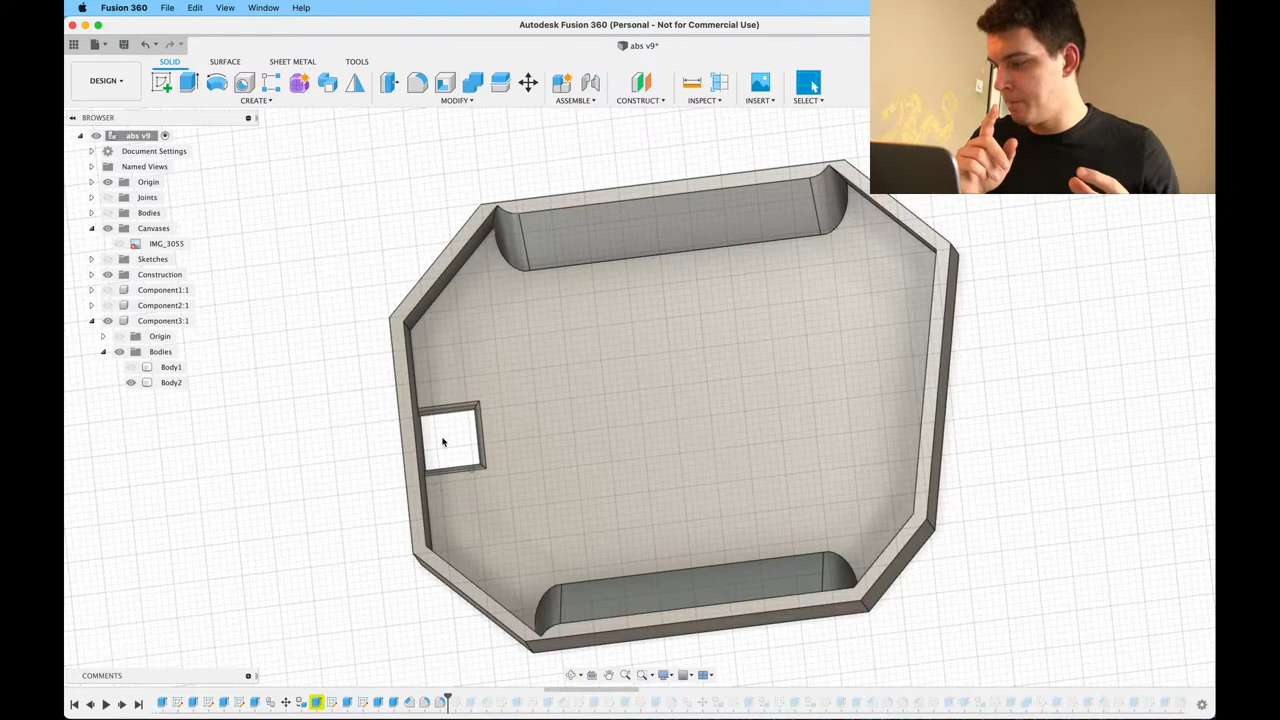 Fusion 360 File Edit View Window Help
Autodesk Fusion 360 (Personal - Not for Commercial Use)
abs v9*
SOLID SURFACE SHEET METAL TOOLS
DESIGN
CREATE MODIFY ASSEMBLE CONSTRUCT INSPECT INSERT SELECT
BROWSER
abs v9
Document Settings
Named Views
Origin
Joints
Bodies
Canvases
IMG_3055
Sketches
Construction
Component1:1
Component2:1
Component3:1
Origin
Bodies
Body1
Body2
COMMENTS